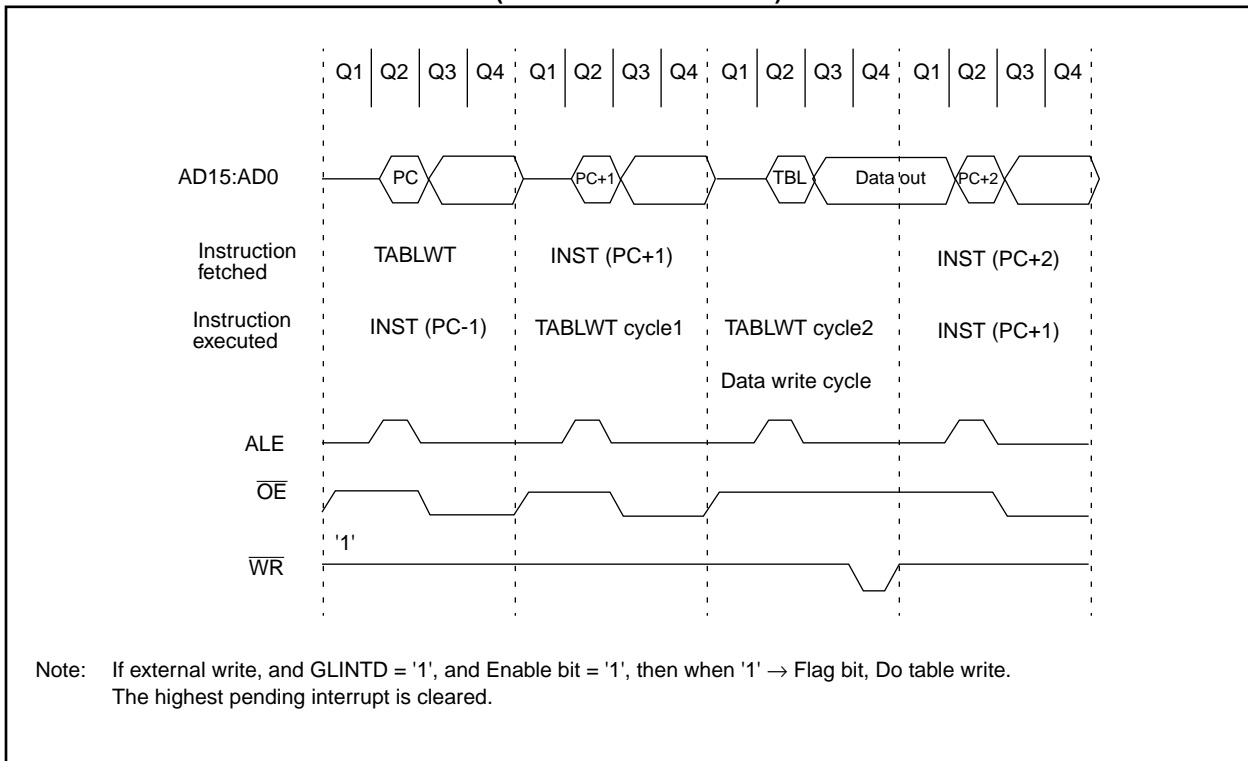 Q1 Q2 Q3 Q4 Q1 Q2 Q3 Q4 Q1 Q2 Q3 Q4 Q1 Q2 Q3 Q4
AD15:AD0 PC PC+1 TBL Data out PC+2
Instruction fetched TABLWT INST (PC+1) INST (PC+2)
Instruction executed INST (PC-1) TABLWT cycle1 TABLWT cycle2 INST (PC+1)
Data write cycle
ALE
OE
'1'
WR
Note: If external write, and GLINTD = '1', and Enable bit = '1', then when '1' → Flag bit, Do table write.
The highest pending interrupt is cleared.